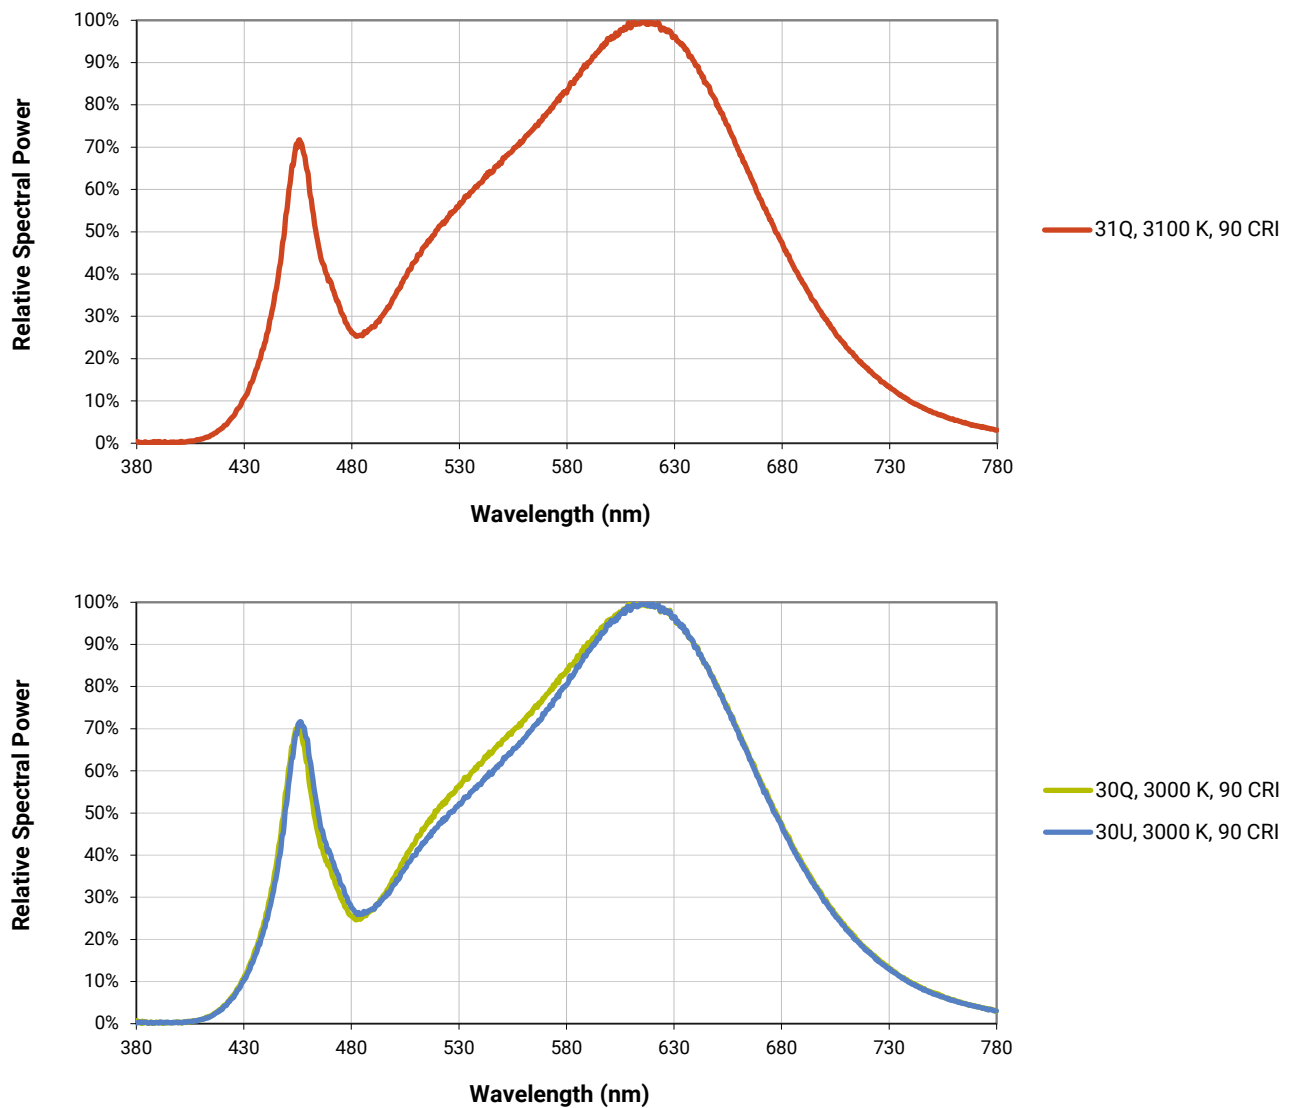 Relative Spectral Power
100%
90%
80%
70%
60%
50%
40%
30%
20%
10%
0%
380 430 480 530 580 630 680 730 780
Wavelength (nm)
31Q, 3100 K, 90 CRI
Relative Spectral Power
100%
90%
80%
70%
60%
50%
40%
30%
20%
10%
0%
380 430 480 530 580 630 680 730 780
Wavelength (nm)
30Q, 3000 K, 90 CRI
30U, 3000 K, 90 CRI